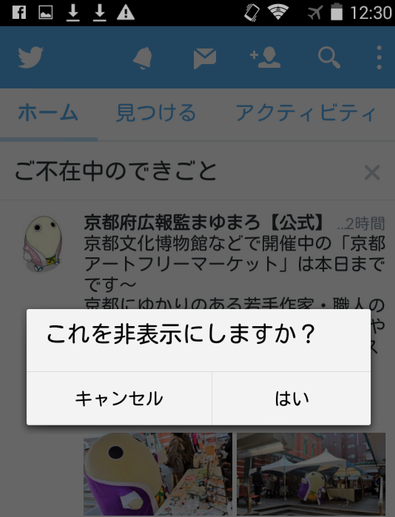 12:30
ホーム 見つける アクティビティ
ご不在中のできごと
京都府広報監まゆまろ【公式】 ...2時間
京都文化博物館などで開催中の「京都
アートフリーマーケット」は本日まで
です～
京都にゆかりのある若手作家・職人の
や
これを非表示にしますか？
ス
キャンセル はい